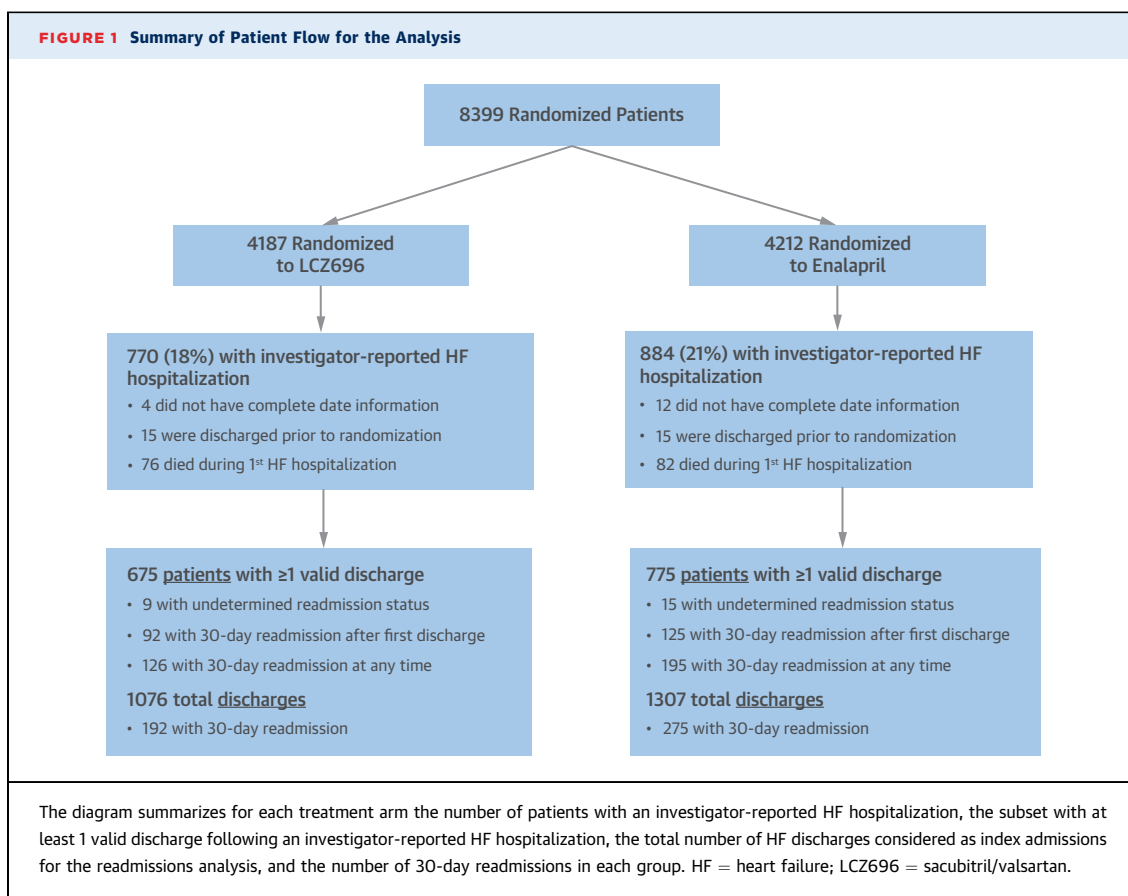 FIGURE 1 Summary of Patient Flow for the Analysis
8399 Randomized Patients
4187 Randomized
to LCZ696
770 (18%) with investigator-reported HF
hospitalization
• 4 did not have complete date information
• 15 were discharged prior to randomization
• 76 died during 1st HF hospitalization
675 patients with ≥1 valid discharge
• 9 with undetermined readmission status
• 92 with 30-day readmission after first discharge
• 126 with 30-day readmission at any time
1076 total discharges
• 192 with 30-day readmission
4212 Randomized
to Enalapril
884 (21%) with investigator-reported HF
hospitalization
• 12 did not have complete date information
• 15 were discharged prior to randomization
• 82 died during 1st HF hospitalization
775 patients with ≥1 valid discharge
• 15 with undetermined readmission status
• 125 with 30-day readmission after first discharge
• 195 with 30-day readmission at any time
1307 total discharges
• 275 with 30-day readmission
The diagram summarizes for each treatment arm the number of patients with an investigator-reported HF hospitalization, the subset with at
least 1 valid discharge following an investigator-reported HF hospitalization, the total number of HF discharges considered as index admissions
for the readmissions analysis, and the number of 30-day readmissions in each group. HF = heart failure; LCZ696 = sacubitril/valsartan.